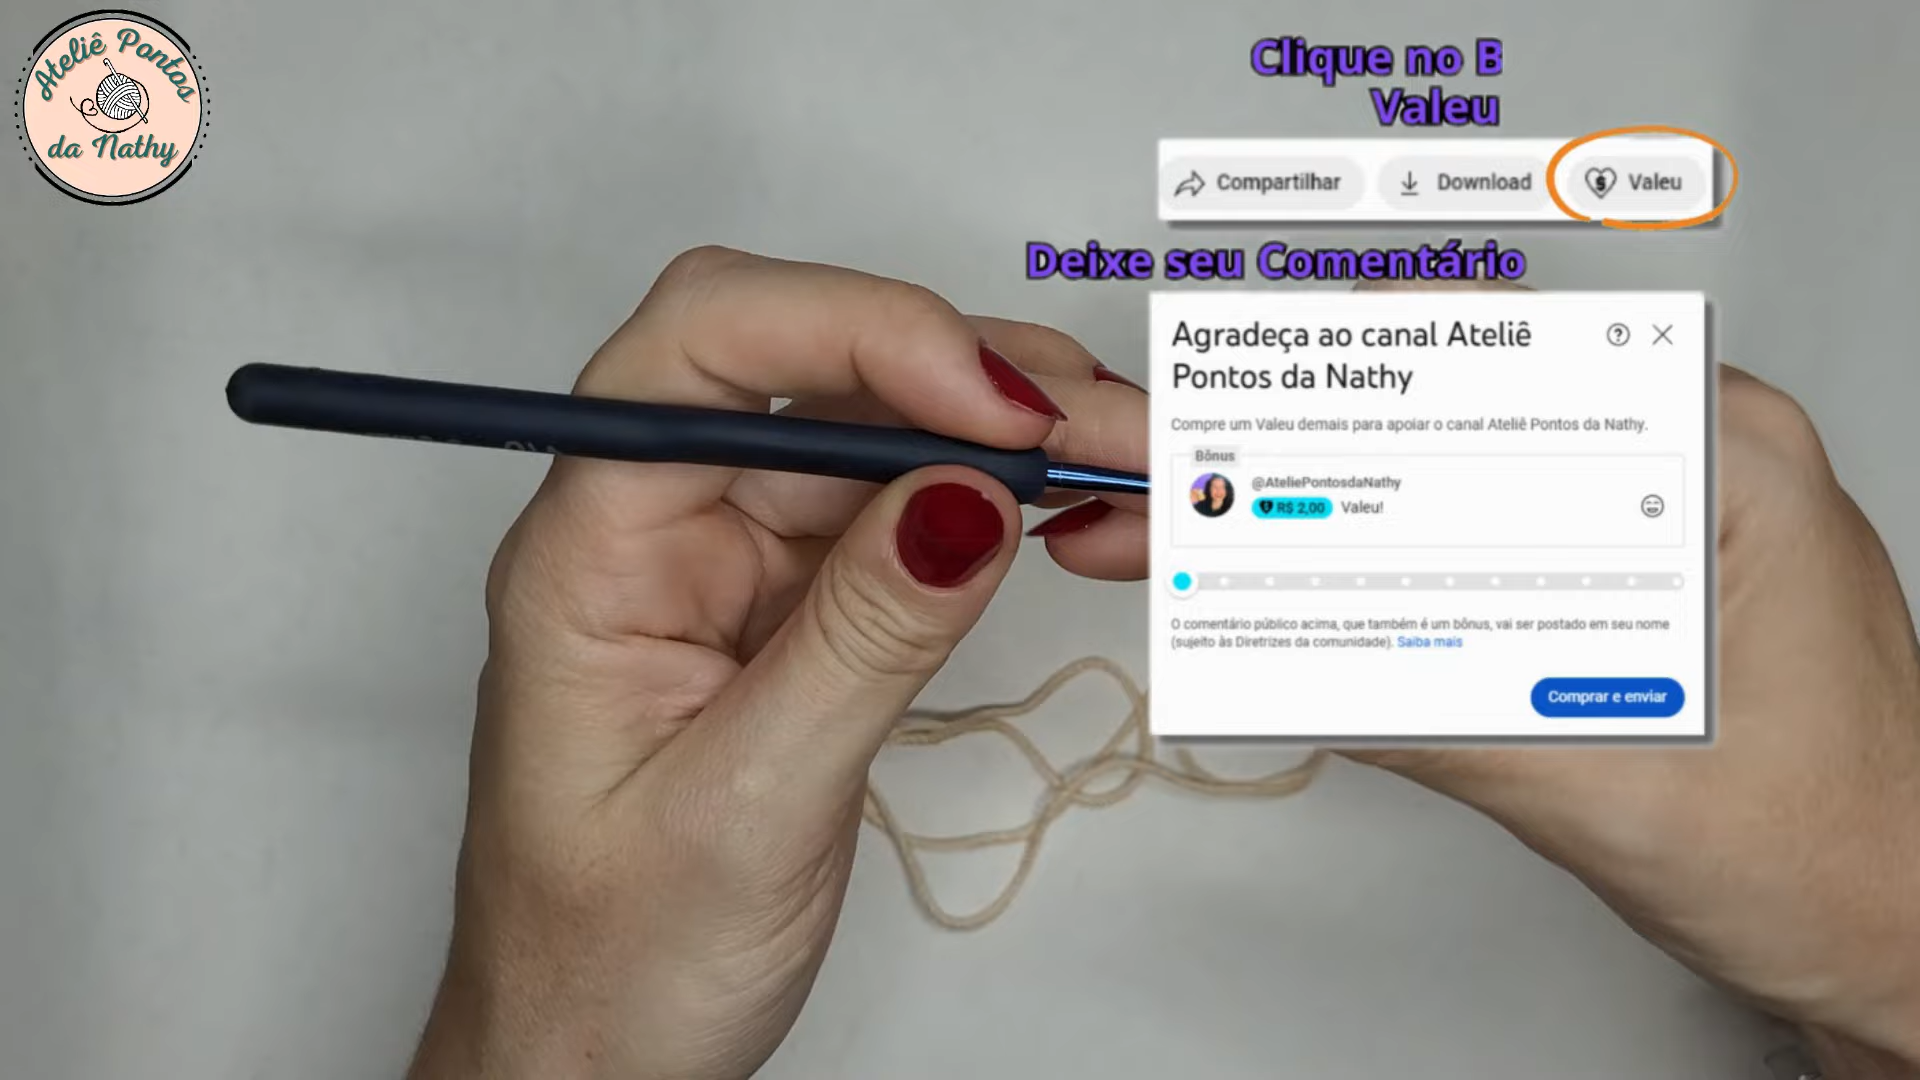 Ateliê Pontos
da Nathy
Clique no B
Valeu
Compartilhar
Download
Valeu
Deixe seu Comentário
Agradeça ao canal Ateliê
Pontos da Nathy
Compre um Valeu demais para apoiar o canal Ateliê Pontos da Nathy.
Bônus
@AteliePontosdaNathy
R$ 2,00 Valeu!
O comentário público acima, que também é um bônus, vai ser postado em seu nome
(sujeito às Diretrizes da comunidade). Saiba mais
Comprar e enviar